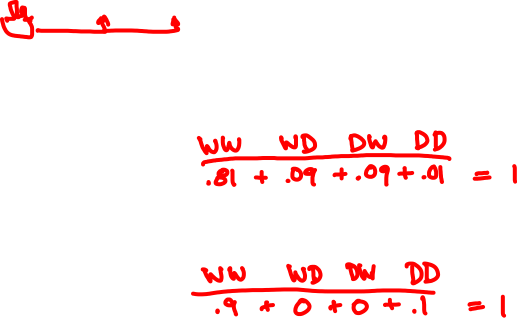 WW WD DW DD
.81 + .09 + .09 + .01 = 1
WW WD DW DD
.9 + 0 + 0 + .1 = 1